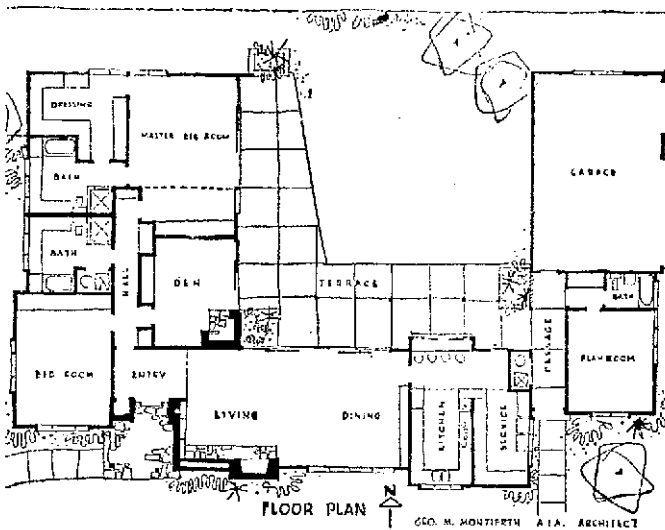 DRESSING
MASTER BED ROOM
BATH
GARAGE
BATH
HALL
DEN
TERRACE
BATH
BED ROOM
ENTRY
PASSAGE
PLAY ROOM
LIVING
DINING
KITCHEN
SERVICE
FLOOR PLAN
N
GEO. M. MONTIERTH A.I.A. ARCHITECT